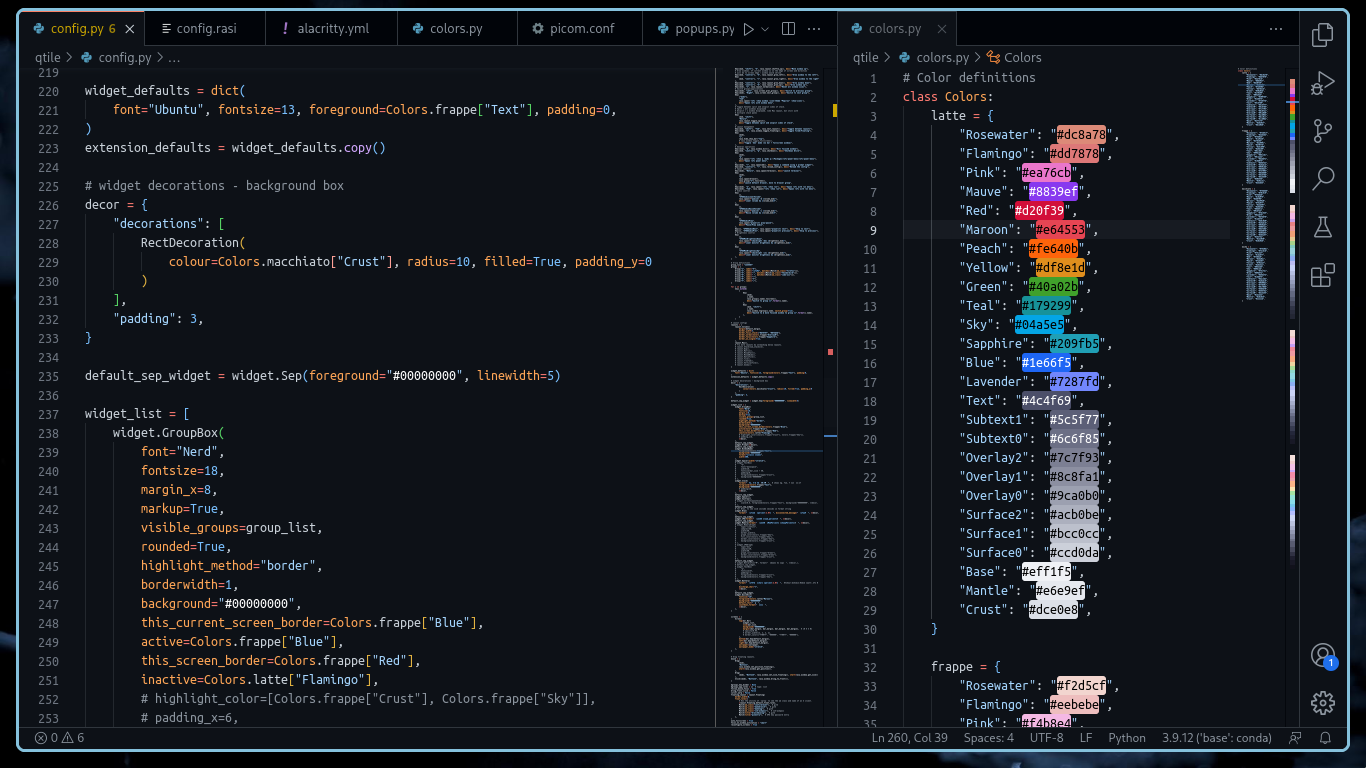 config.py 6
config.rasi
alacritty.yml
colors.py
picom.conf
popups.py
qtile > config.py > ...
219
220 widget_defaults = dict(
221 font="Ubuntu", fontsize=13, foreground=Colors.frappe["Text"], padding=0,
222 )
223 extension_defaults = widget_defaults.copy()
224
225 # widget decorations - background box
226 decor = {
227 "decorations": [
228 RectDecoration(
229 colour=Colors.macchiato["Crust"], radius=10, filled=True, padding_y=0
230 )
231 ],
232 "padding": 3,
233 }
234
235 default_sep_widget = widget.Sep(foreground="#00000000", linewidth=5)
236
237 widget_list = [
238 widget.GroupBox(
239 font="Nerd",
240 fontsize=18,
241 margin_x=8,
242 markup=True,
243 visible_groups=group_list,
244 rounded=True,
245 highlight_method="border",
246 borderwidth=1,
247 background="#00000000",
248 this_current_screen_border=Colors.frappe["Blue"],
249 active=Colors.frappe["Blue"],
250 this_screen_border=Colors.frappe["Red"],
251 inactive=Colors.latte["Flamingo"],
252 # highlight_color=[Colors.frappe["Crust"], Colors.frappe["Sky"]],
253 # padding_x=6,
colors.py
qtile > colors.py > Colors
1 # Color definitions
2 class Colors:
3 latte = {
4 "Rosewater": "#dc8a78",
5 "Flamingo": "#dd7878",
6 "Pink": "#ea76cb",
7 "Mauve": "#8839ef",
8 "Red": "#d20f39",
9 "Maroon": "#e64553",
10 "Peach": "#fe640b",
11 "Yellow": "#df8e1d",
12 "Green": "#40a02b",
13 "Teal": "#179299",
14 "Sky": "#04a5e5",
15 "Sapphire": "#209fb5",
16 "Blue": "#1e66f5",
17 "Lavender": "#7287fd",
18 "Text": "#4c4f69",
19 "Subtext1": "#5c5f77",
20 "Subtext0": "#6c6f85",
21 "Overlay2": "#7c7f93",
22 "Overlay1": "#8c8fa1",
23 "Overlay0": "#9ca0b0",
24 "Surface2": "#acb0be",
25 "Surface1": "#bcc0cc",
26 "Surface0": "#ccd0da",
27 "Base": "#eff1f5",
28 "Mantle": "#e6e9ef",
29 "Crust": "#dce0e8",
30 }
31
32 frappe = {
33 "Rosewater": "#f2d5cf",
34 "Flamingo": "#eebebe",
35 "Pink": "#f4b8e4",
1
0 6
Ln 260, Col 39
Spaces: 4
UTF-8
LF
Python
3.9.12 ('base': conda)